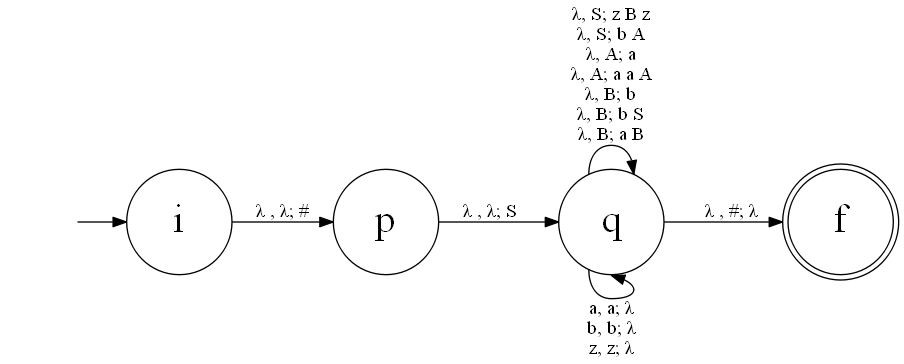 λ, S; z B z
λ, S; b A
λ, A; a
λ, A; a a A
λ, B; b
λ, B; b S
λ, B; a B
i
λ , λ; #
p
λ , λ; S
q
λ , #; λ
f
a, a; λ
b, b; λ
z, z; λ